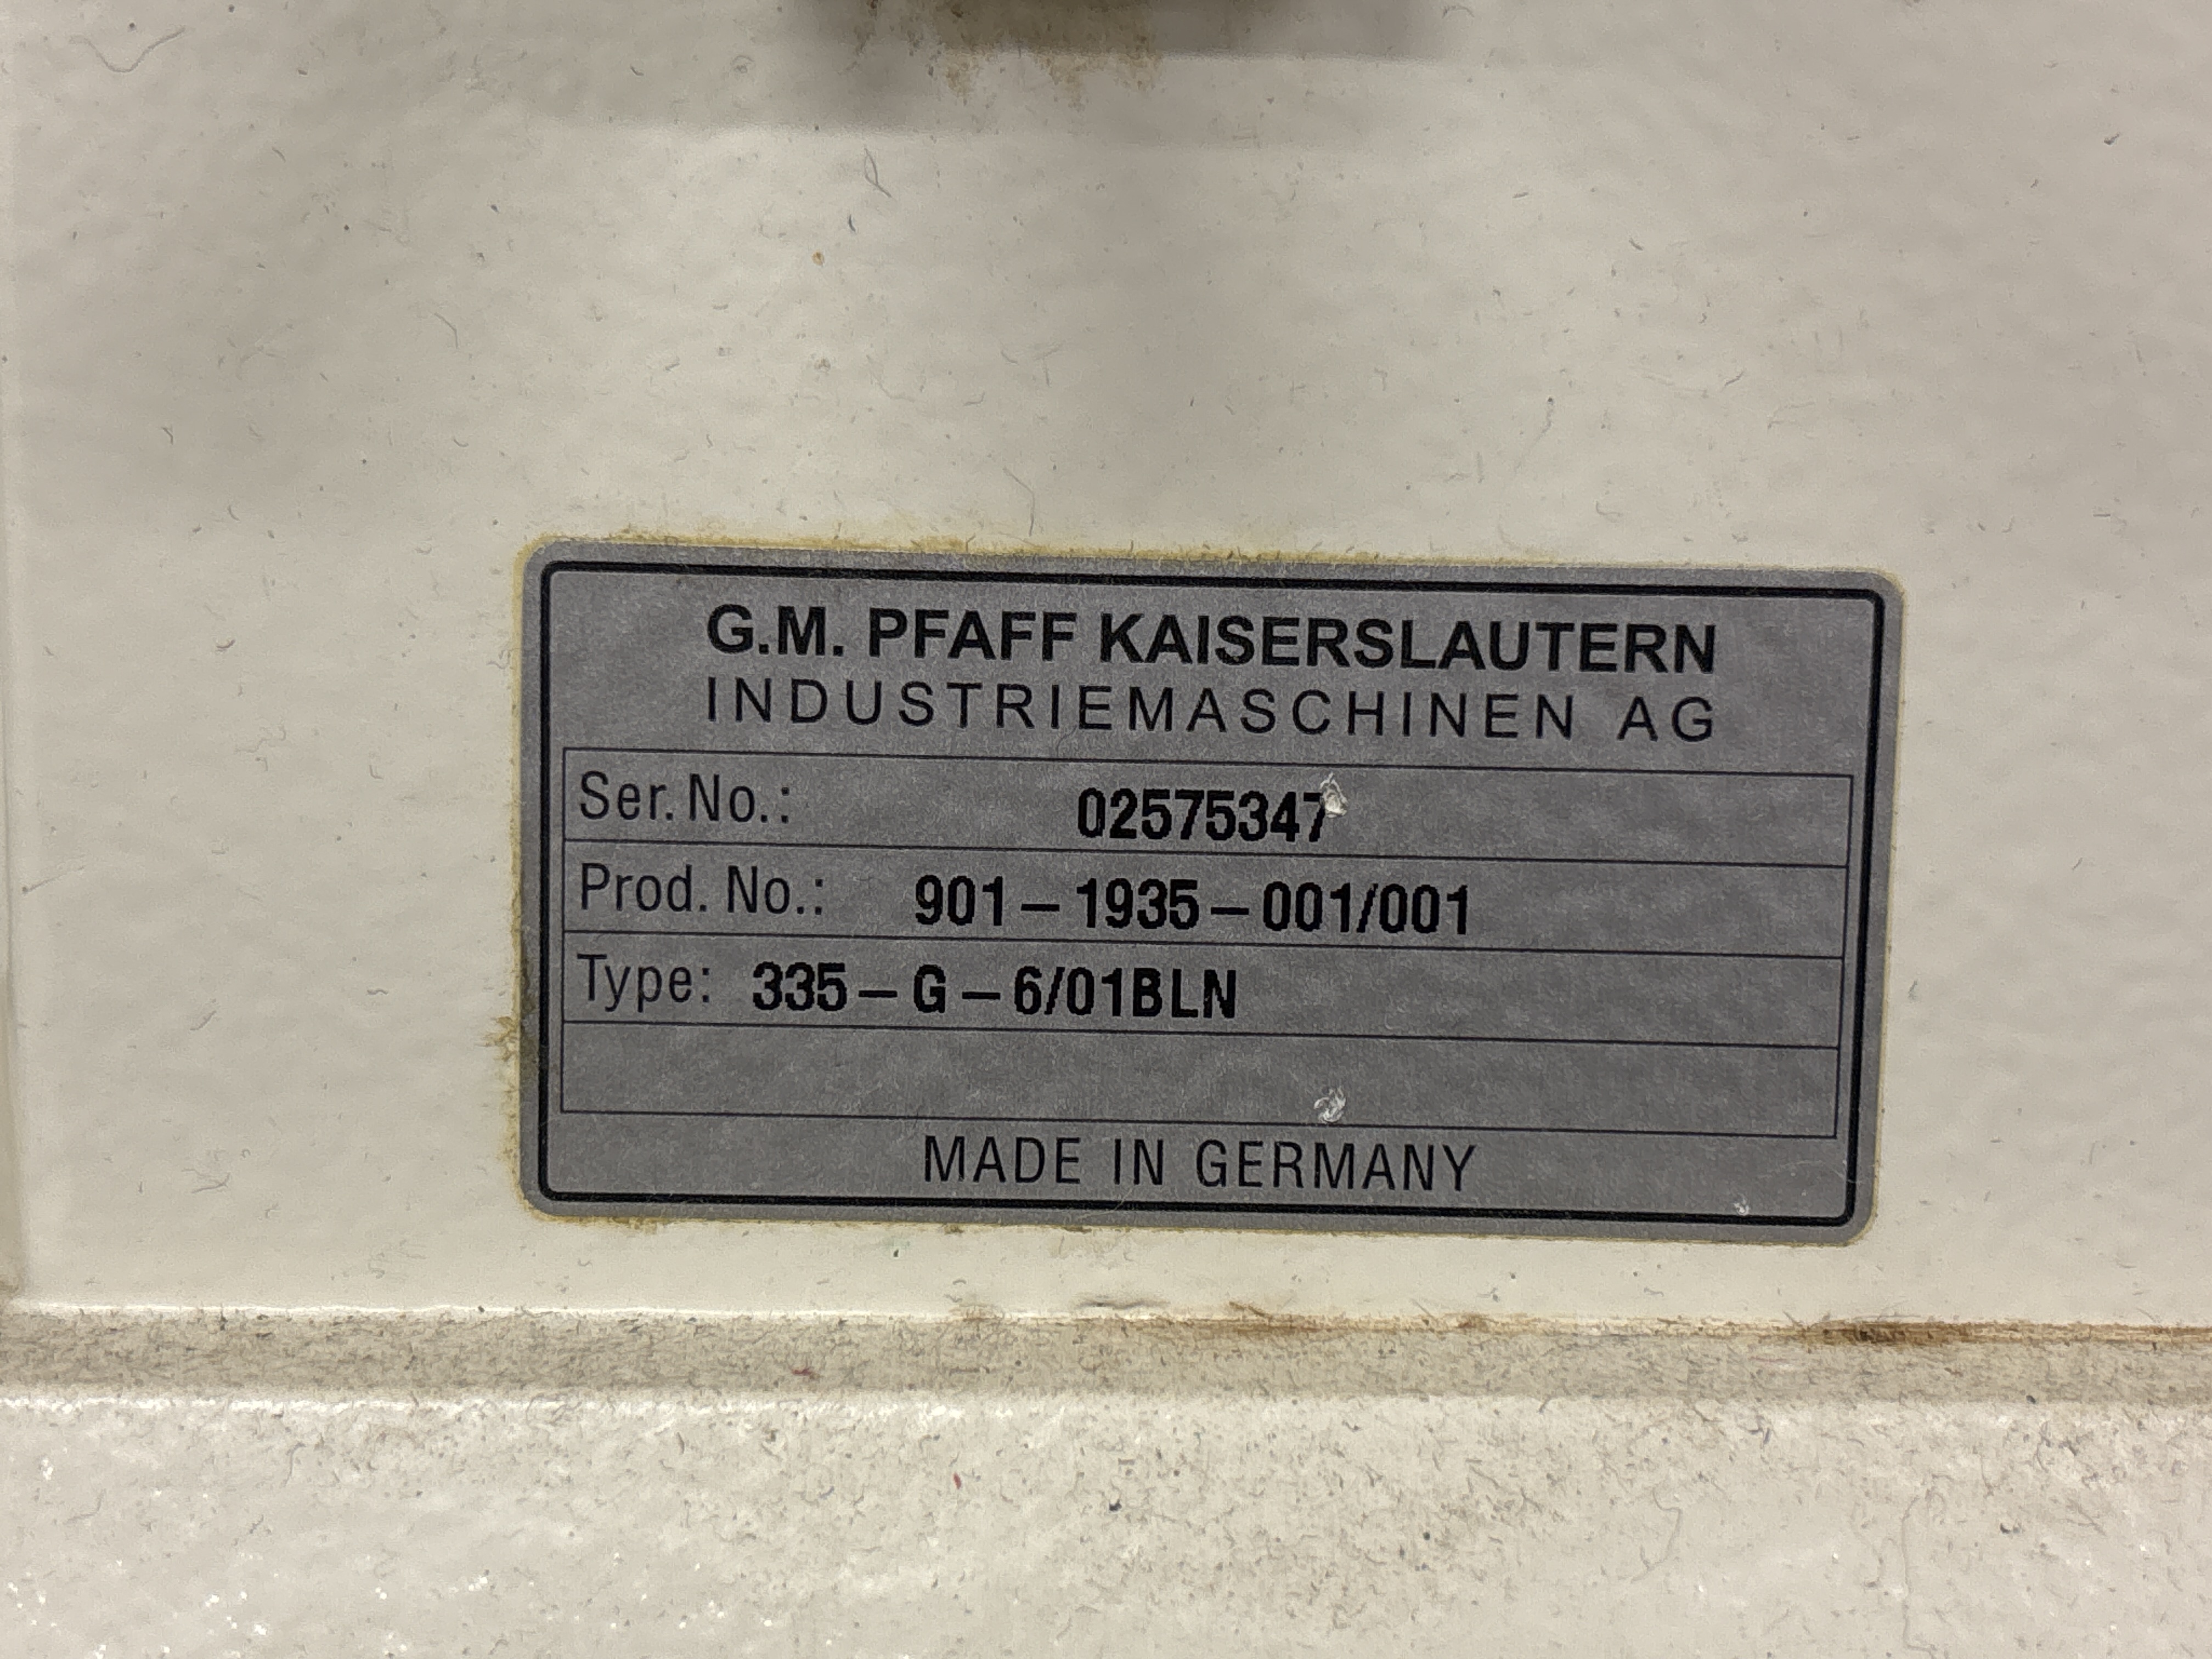 G.M. PFAFF KAISERSLAUTERN
INDUSTRIEMASCHINEN AG
Ser. No.: 02575347
Prod. No.: 901-1935-001/001
Type: 335-G-6/01BLN
MADE IN GERMANY